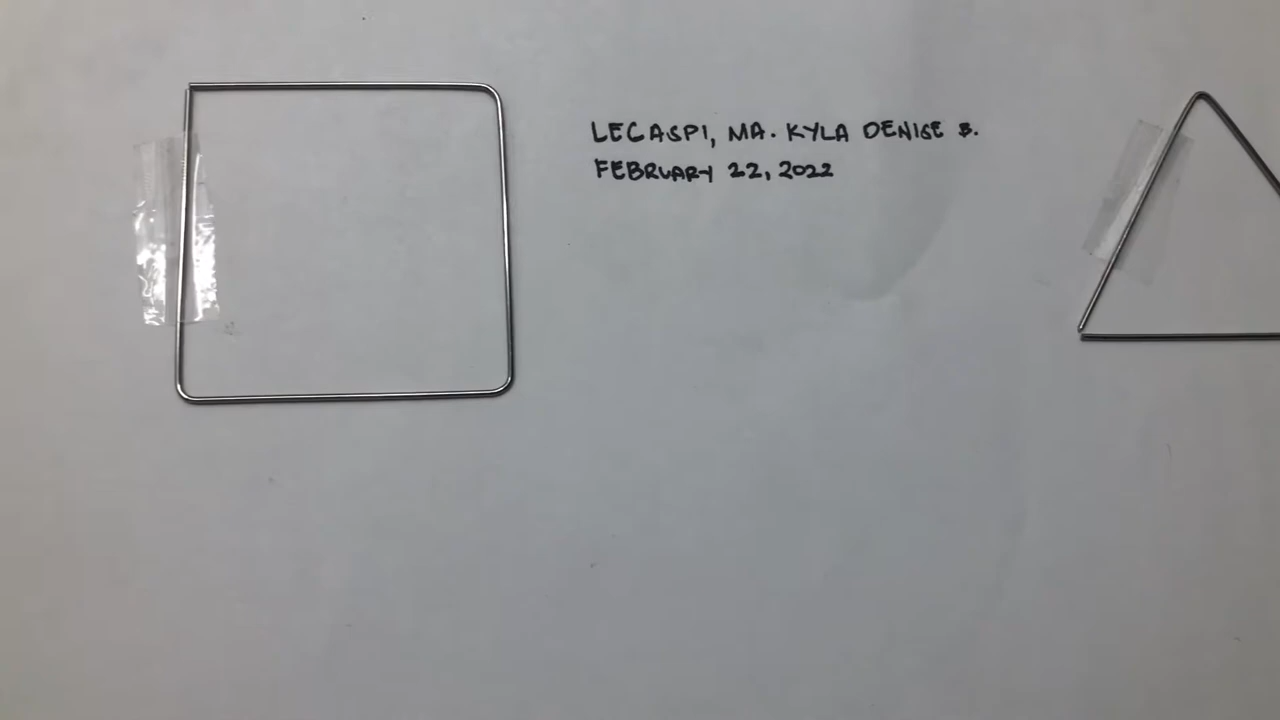 LEGASPI, MA. KYLA DENISE B.
FEBRUARY 22, 2022